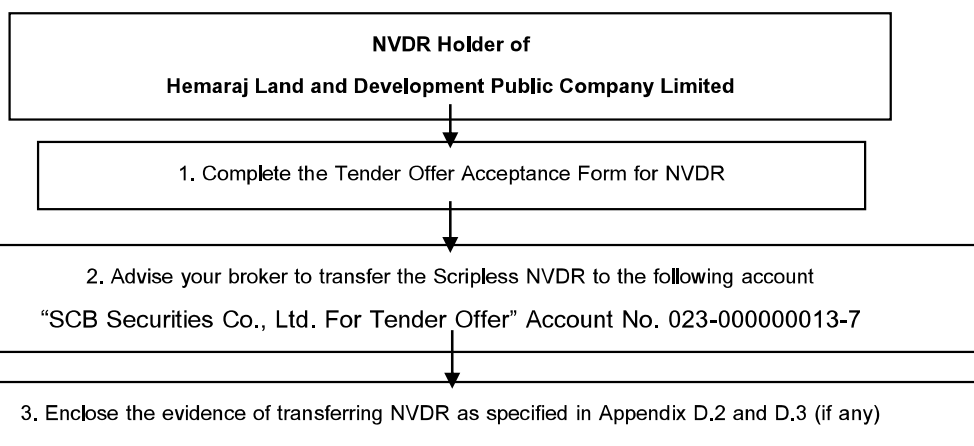 NVDR Holder of
Hemaraj Land and Development Public Company Limited
1. Complete the Tender Offer Acceptance Form for NVDR
2. Advise your broker to transfer the Scripless NVDR to the following account
“SCB Securities Co., Ltd. For Tender Offer” Account No. 023-000000013-7
3. Enclose the evidence of transferring NVDR as specified in Appendix D.2 and D.3 (if any)